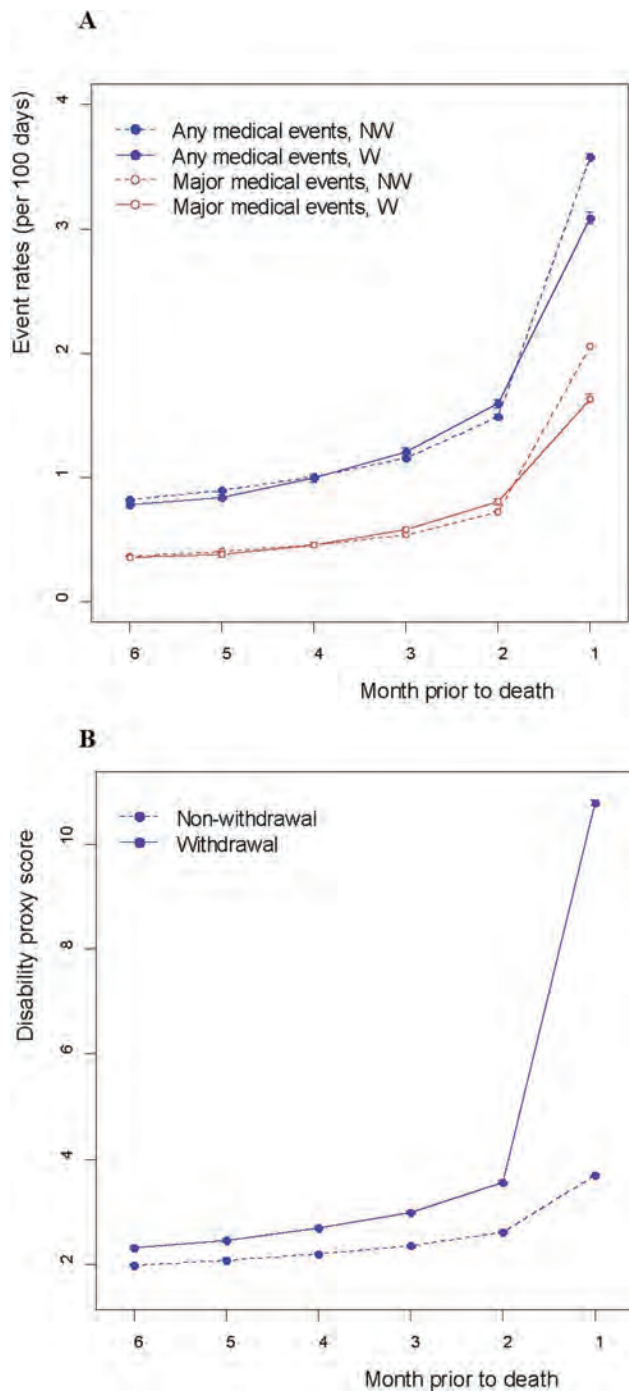 A
Event rates (per 100 days)
4
3
2
1
0
Any medical events, NW
Any medical events, W
Major medical events, NW
Major medical events, W
6 5 4 3 2 1
Month prior to death
B
Disability proxy score
10
8
6
4
2
Non-withdrawal
Withdrawal
6 5 4 3 2 1
Month prior to death